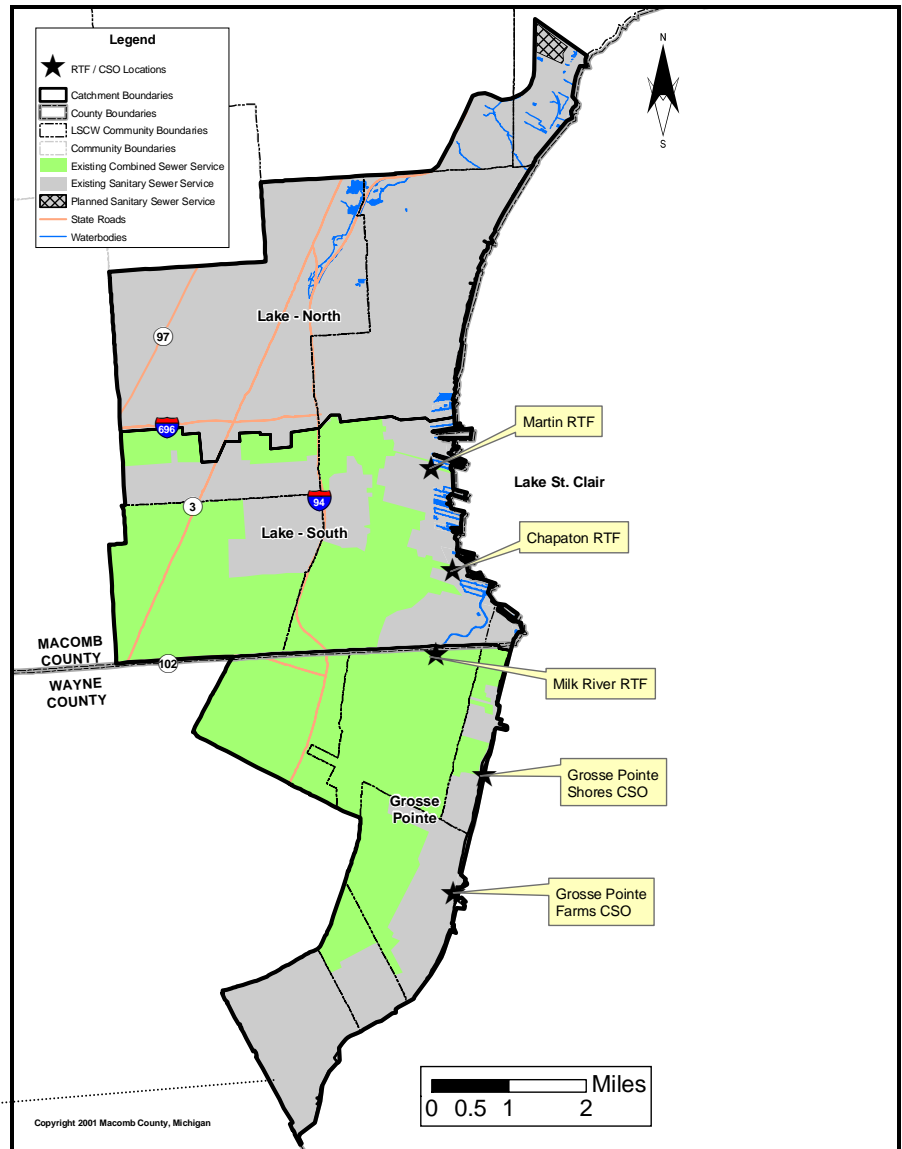 Legend
RTF / CSO Locations
Catchment Boundaries
County Boundaries
LSCW Community Boundaries
Community Boundaries
Existing Combined Sewer Service
Existing Sanitary Sewer Service
Planned Sanitary Sewer Service
State Roads
Waterbodies
N
S
Lake - North
97
696
Martin RTF
Lake St. Clair
94
3
Lake - South
Chapaton RTF
MACOMB
COUNTY
102
WAYNE
COUNTY
Milk River RTF
Grosse Pointe
Shores CSO
Grosse
Pointe
Grosse Pointe
Farms CSO
Miles
0 0.5 1 2
Copyright 2001 Macomb County, Michigan